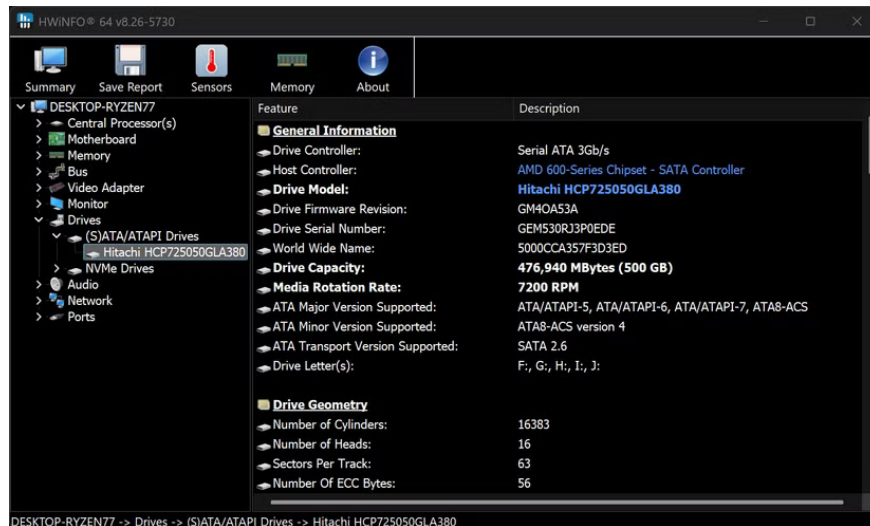 HWiNFO® 64 v8.26-5730
Summary Save Report Sensors Memory About
DESKTOP-RYZEN77
Central Processor(s)
Motherboard
Memory
Bus
Video Adapter
Monitor
Drives
(S)ATA/ATAPI Drives
Hitachi HCP725050GLA380
NVMe Drives
Audio
Network
Ports
Feature Description
General Information
Drive Controller: Serial ATA 3Gb/s
Host Controller: AMD 600-Series Chipset - SATA Controller
Drive Model: Hitachi HCP725050GLA380
Drive Firmware Revision: GM4OA53A
Drive Serial Number: GEM530RJ3P0EDE
World Wide Name: 5000CCA357F3D3ED
Drive Capacity: 476,940 MBytes (500 GB)
Media Rotation Rate: 7200 RPM
ATA Major Version Supported: ATA/ATAPI-5, ATA/ATAPI-6, ATA/ATAPI-7, ATA8-ACS
ATA Minor Version Supported: ATA8-ACS version 4
ATA Transport Version Supported: SATA 2.6
Drive Letter(s): F:, G:, H:, I:, J:
Drive Geometry
Number of Cylinders: 16383
Number of Heads: 16
Sectors Per Track: 63
Number Of ECC Bytes: 56
DESKTOP-RYZEN77 -> Drives -> (S)ATA/ATAPI Drives -> Hitachi HCP725050GLA380